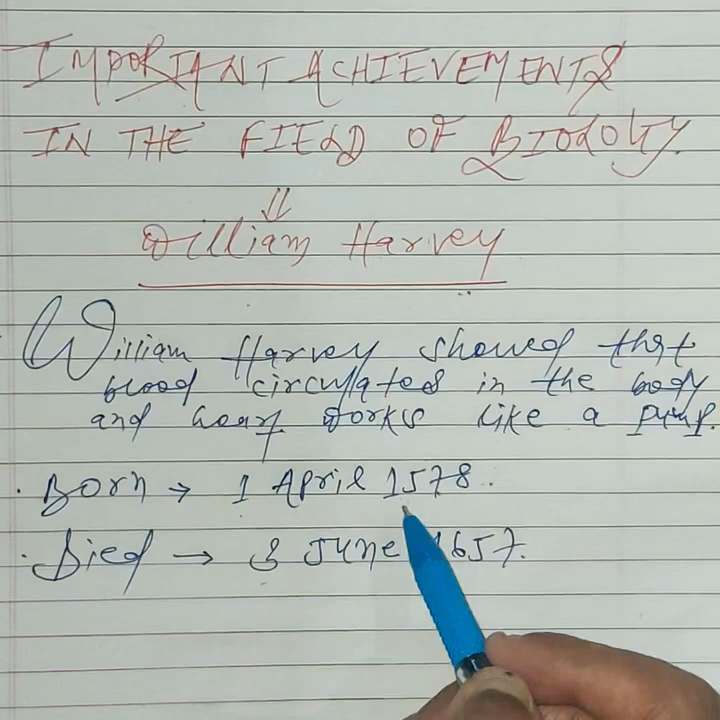 IMPORTANT ACHIEVEMENTS
IN THE FIELD OF BIOLOGY.
⇓
William Harvey
William Harvey showed that
blood circulated in the body
and heart works like a pump.
· Born → 1 April 1578.
· Died → 3 June 1657.